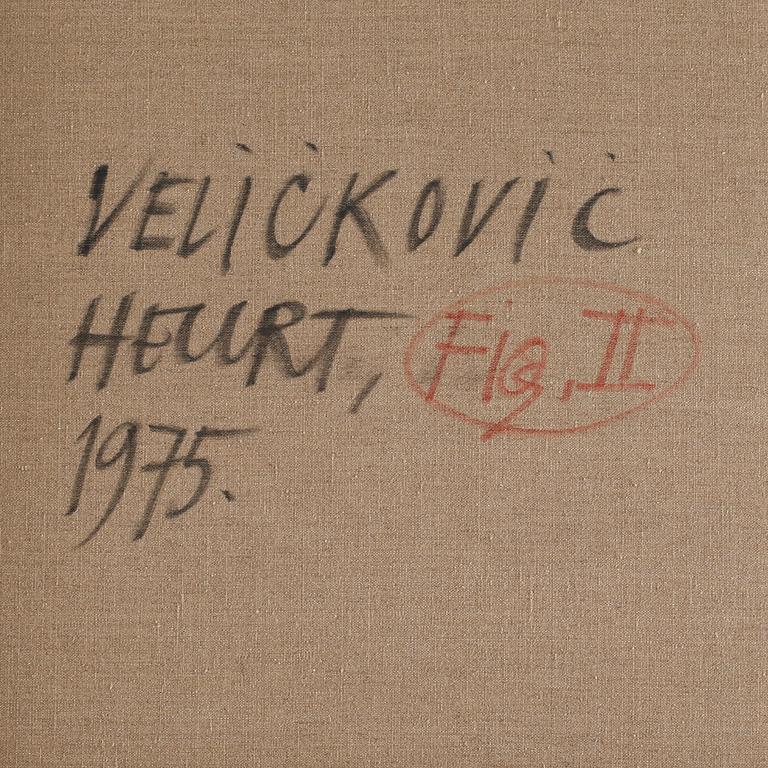 VELIČKOVIĆ
HEURT, Fig, II
1975.